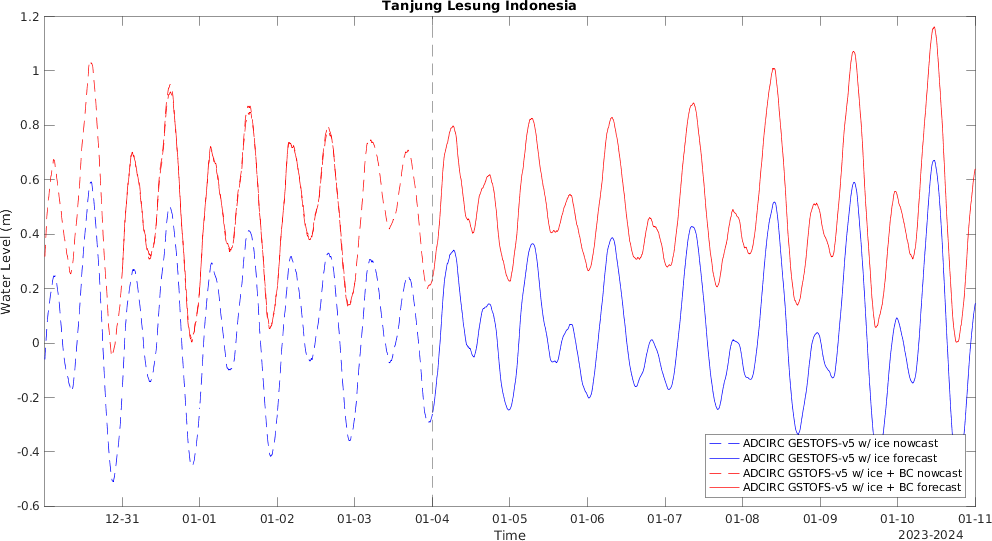 Tanjung Lesung Indonesia
1.2
1
0.8
0.6
0.4
0.2
0
-0.2
-0.4
-0.6
Water Level (m)
ADCIRC GESTOFS-v5 w/ ice nowcast
ADCIRC GESTOFS-v5 w/ ice forecast
ADCIRC GSTOFS-v5 w/ ice + BC nowcast
ADCIRC GSTOFS-v5 w/ ice + BC forecast
12-31 01-01 01-02 01-03 01-04 01-05 01-06 01-07 01-08 01-09 01-10 01-11
Time
2023-2024